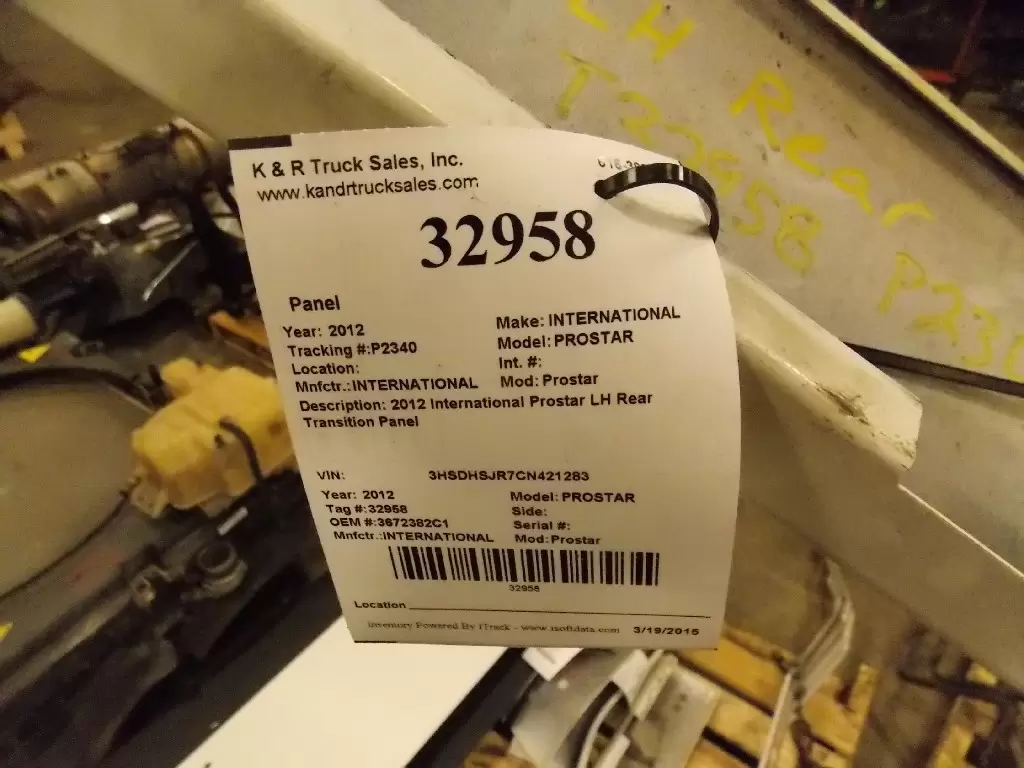 LH Rear
T32958 P2340
K & R Truck Sales, Inc.
www.kandrtrucksales.com
32958
Panel
Year: 2012 Make: INTERNATIONAL
Tracking #:P2340 Model: PROSTAR
Location: Int. #:
Mnfctr.:INTERNATIONAL Mod: Prostar
Description: 2012 International Prostar LH Rear
Transition Panel
VIN: 3HSDHSJR7CN421283
Year: 2012 Model: PROSTAR
Tag #:32958 Side:
OEM #:3672382C1 Serial #:
Mnfctr.:INTERNATIONAL Mod: Prostar
32958
Location
Inventory Powered By ITrack - www.isoftdata.com 3/19/2015